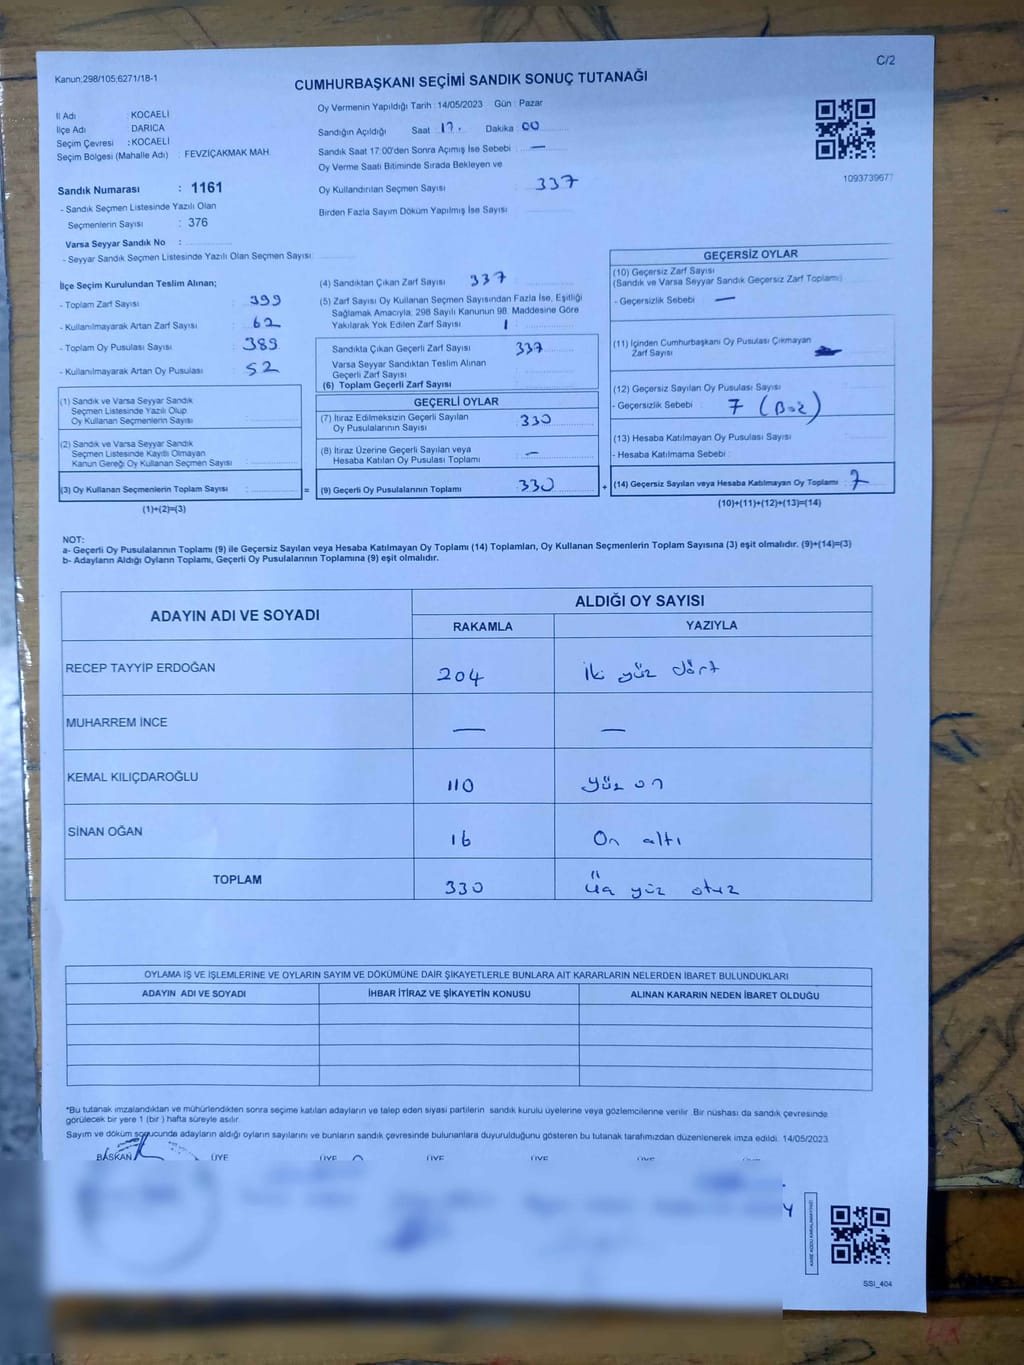 C/2
Kanun;298/105;6271/18-1
CUMHURBAŞKANI SEÇİMİ SANDIK SONUÇ TUTANAĞI
İl Adı : KOCAELİ
İlçe Adı DARICA
Seçim Çevresi : KOCAELİ
Seçim Bölgesi (Mahalle Adı) : FEVZİÇAKMAK MAH.
Sandık Numarası : 1161
- Sandık Seçmen Listesinde Yazılı Olan
Seçmenlerin Sayısı : 376
Varsa Seyyar Sandık No :
- Seyyar Sandık Seçmen Listesinde Yazılı Olan Seçmen Sayısı:
Oy Vermenin Yapıldığı Tarih : 14/05/2023 Gün : Pazar
Sandığın Açıldığı Saat 17. Dakika 00
Sandık Saat 17:00'den Sonra Açımış İse Sebebi : —
Oy Verme Saati Bitiminde Sırada Bekleyen ve
Oy Kullandırılan Seçmen Sayısı : 337
Birden Fazla Sayım Döküm Yapılmış İse Sayısı :
1093739677
İlçe Seçim Kurulundan Teslim Alınan;
- Toplam Zarf Sayısı : 399
- Kullanılmayarak Artan Zarf Sayısı : 62
- Toplam Oy Pusulası Sayısı : 389
- Kullanılmayarak Artan Oy Pusulası : 52
(1) Sandık ve Varsa Seyyar Sandık
Seçmen Listesinde Yazılı Olup
Oy Kullanan Seçmenlerin Sayısı :
(2) Sandık ve Varsa Seyyar Sandık
Seçmen Listesinde Kayıtlı Olmayan
Kanun Gereği Oy Kullanan Seçmen Sayısı :
(3) Oy Kullanan Seçmenlerin Toplam Sayısı : =
(1)+(2)=(3)
(4) Sandıktan Çıkan Zarf Sayısı : 337
(5) Zarf Sayısı Oy Kullanan Seçmen Sayısından Fazla İse, Eşitliği
Sağlamak Amacıyla, 298 Sayılı Kanunun 98. Maddesine Göre
Yakılarak Yok Edilen Zarf Sayısı : 1
Sandıkta Çıkan Geçerli Zarf Sayısı : 337
Varsa Seyyar Sandıktan Teslim Alınan
Geçerli Zarf Sayısı :
(6) Toplam Geçerli Zarf Sayısı :
GEÇERLİ OYLAR
(7) İtiraz Edilmeksizin Geçerli Sayılan
Oy Pusulalarının Sayısı : 330
(8) İtiraz Üzerine Geçerli Sayılan veya
Hesaba Katılan Oy Pusulası Toplamı : —
(9) Geçerli Oy Pusulalarının Toplamı : 330 +
GEÇERSİZ OYLAR
(10) Geçersiz Zarf Sayısı
(Sandık ve Varsa Seyyar Sandık Geçersiz Zarf Toplamı)
- Geçersizlik Sebebi : —
(11) İçinden Cumhurbaşkanı Oy Pusulası Çıkmayan
Zarf Sayısı
(12) Geçersiz Sayılan Oy Pusulası Sayısı :
- Geçersizlik Sebebi : 7
(13) Hesaba Katılmayan Oy Pusulası Sayısı :
- Hesaba Katılmama Sebebi :
(14) Geçersiz Sayılan veya Hesaba Katılmayan Oy Toplamı : 7
(10)+(11)+(12)+(13)=(14)
NOT:
a- Geçerli Oy Pusulalarının Toplamı (9) ile Geçersiz Sayılan veya Hesaba Katılmayan Oy Toplamı (14) Toplamları, Oy Kullanan Seçmenlerin Toplam Sayısına (3) eşit olmalıdır. (9)+(14)=(3)
b- Adayların Aldığı Oyların Toplamı, Geçerli Oy Pusulalarının Toplamına (9) eşit olmalıdır.
ADAYIN ADI VE SOYADI ALDIĞI OY SAYISI
RAKAMLA YAZIYLA
RECEP TAYYİP ERDOĞAN 204 İki yüz dört
MUHARREM İNCE — —
KEMAL KILIÇDAROĞLU 110 Yüz on
SİNAN OĞAN 16 On altı
TOPLAM 330 Üç yüz otuz
OYLAMA İŞ VE İŞLEMLERİNE VE OYLARIN SAYIM VE DÖKÜMÜNE DAİR ŞİKAYETLERLE BUNLARA AİT KARARLARIN NELERDEN İBARET BULUNDUKLARI
ADAYIN ADI VE SOYADI İHBAR İTİRAZ VE ŞİKAYETİN KONUSU ALINAN KARARIN NEDEN İBARET OLDUĞU
*Bu tutanak imzalandıktan ve mühürlendikten sonra seçime katılan adayların ve talep eden siyasi partilerin sandık kurulu üyelerine veya gözlemcilerine verilir. Bir nüshası da sandık çevresinde
görülecek bir yere 1 (bir) hafta süreyle asılır.
Sayım ve döküm sonucunda adayların aldığı oyların sayılarını ve bunların sandık çevresinde bulunanlara duyurulduğunu gösteren bu tutanak tarafımızdan düzenlenerek imza edildi. 14/05/2023
BAŞKAN ÜYE ÜYE ÜYE ÜYE
SSI_404